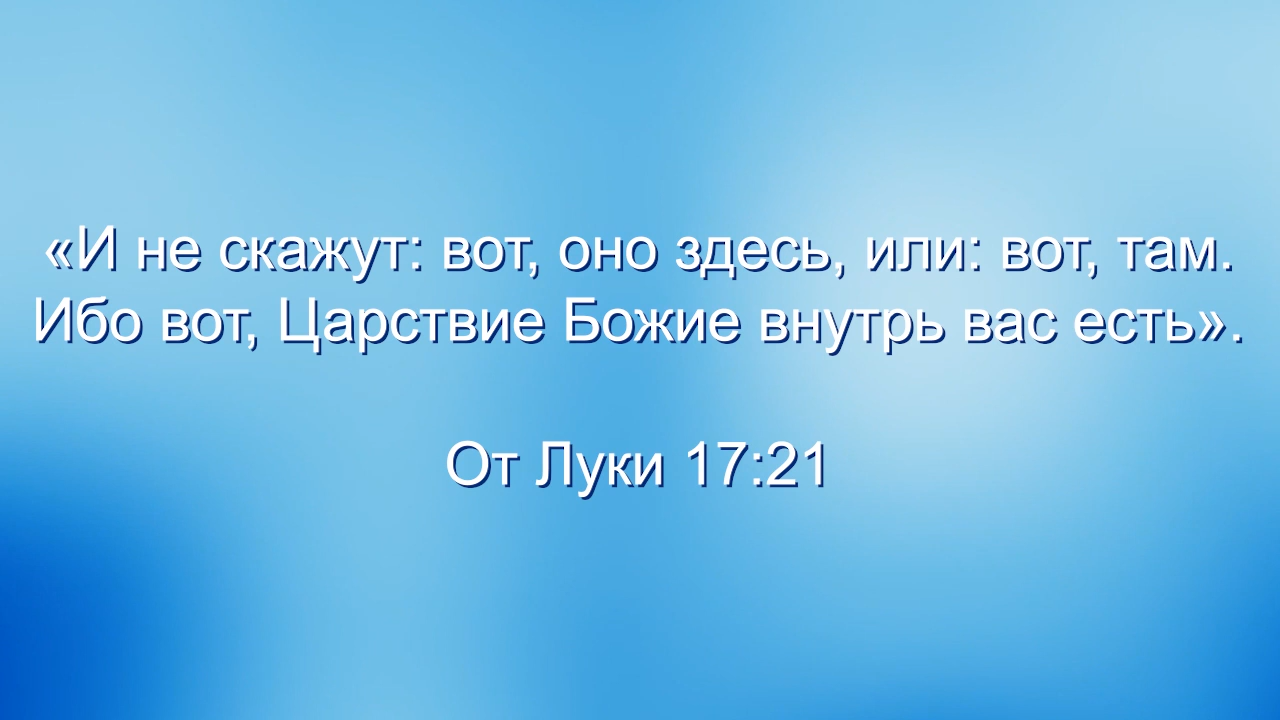 «И не скажут: вот, оно здесь, или: вот, там.
Ибо вот, Царствие Божие внутрь вас есть».
От Луки 17:21